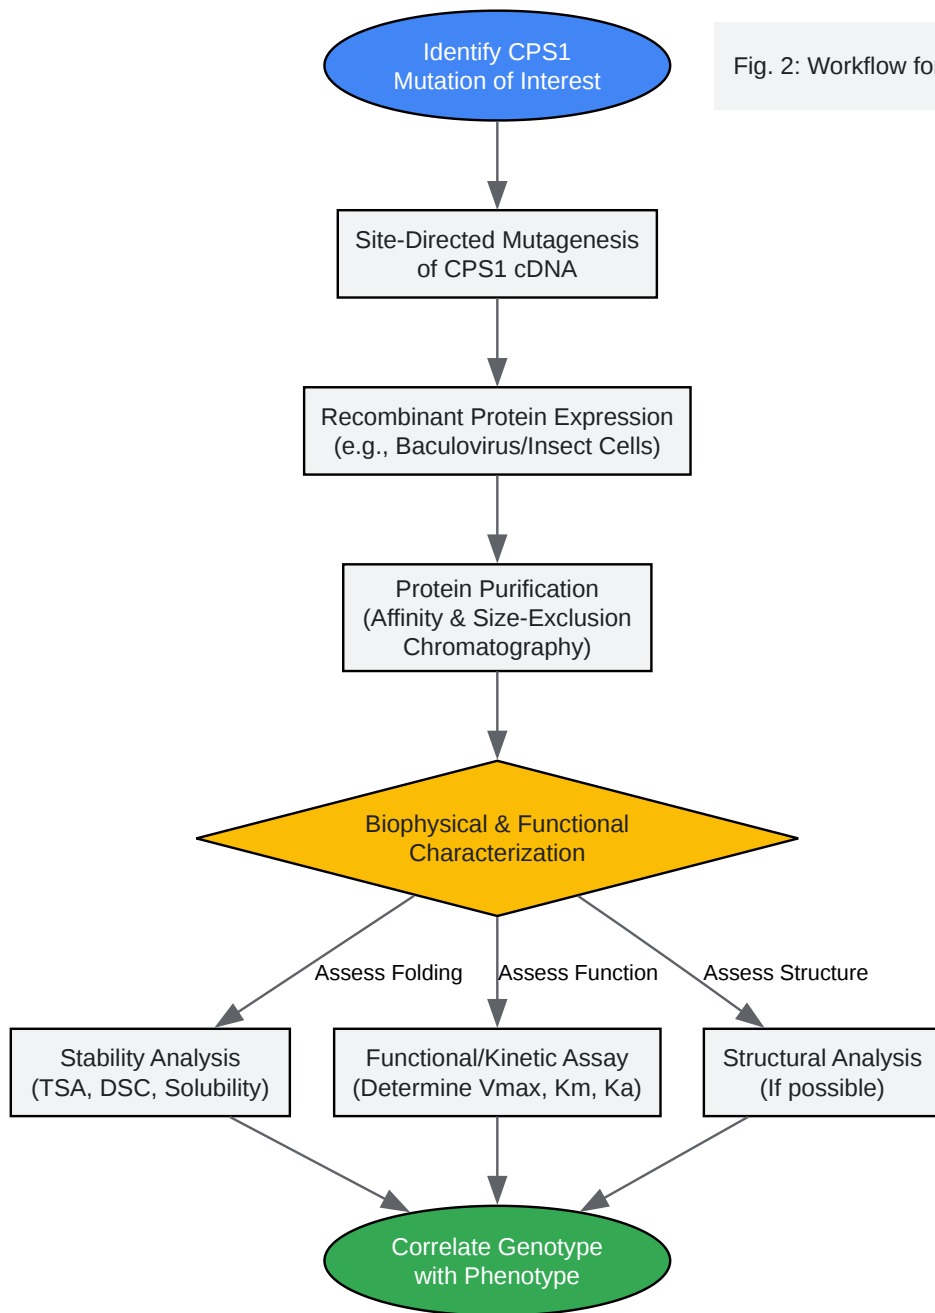 Identify CPS1
Mutation of Interest
Fig. 2: Workflow for
Site-Directed Mutagenesis
of CPS1 cDNA
Recombinant Protein Expression
(e.g., Baculovirus/Insect Cells)
Protein Purification
(Affinity & Size-Exclusion
Chromatography)
Biophysical & Functional
Characterization
Assess Folding
Assess Function
Assess Structure
Stability Analysis
(TSA, DSC, Solubility)
Functional/Kinetic Assay
(Determine Vmax, Km, Ka)
Structural Analysis
(If possible)
Correlate Genotype
with Phenotype